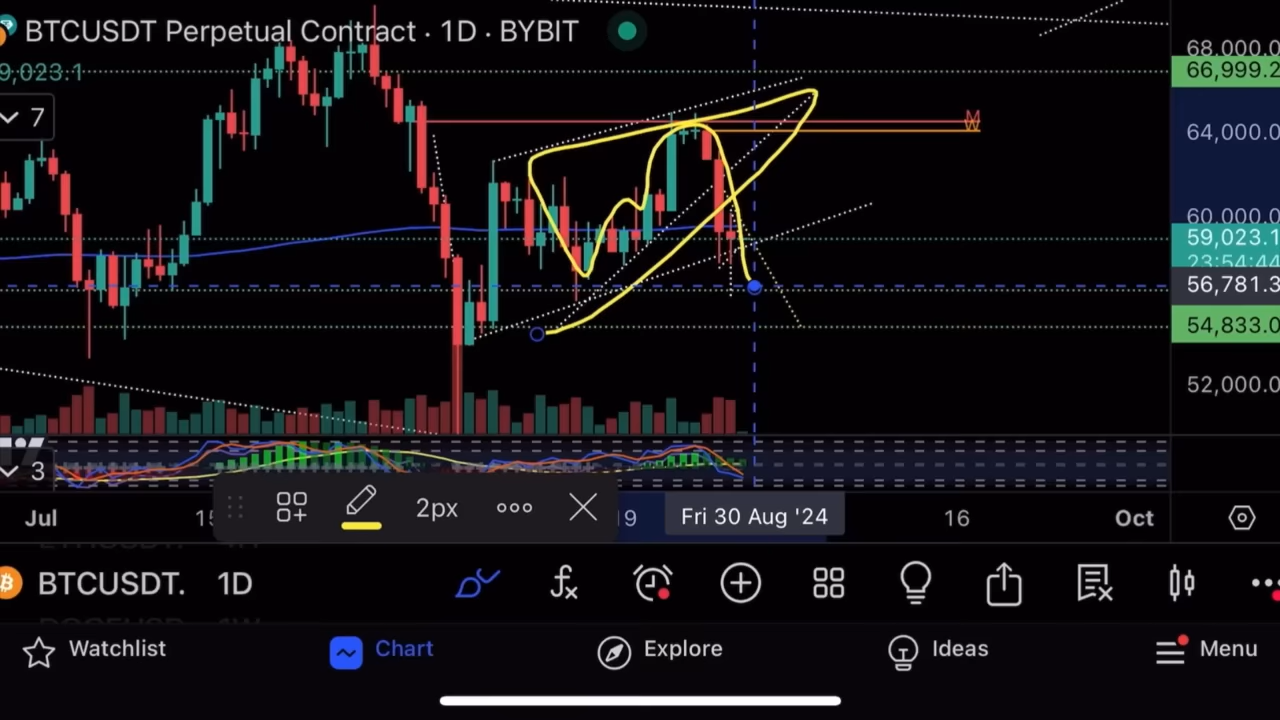 68,000.0
BTCUSDT Perpetual Contract · 1D · BYBIT
9,023.1
66,999.2
7
M
W
64,000.0
60,000.0
59,023.1
23:54:44
56,781.3
54,833.0
52,000.0
3
2px
Jul
15
19
Fri 30 Aug '24
16
Oct
BTCUSDT. 1D
Watchlist
Chart
Explore
Ideas
Menu